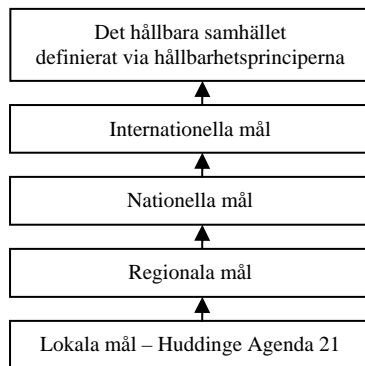 Det hållbara samhället
definierat via hållbarhetsprinciperna
Internationella mål
Nationella mål
Regionala mål
Lokala mål – Huddinge Agenda 21